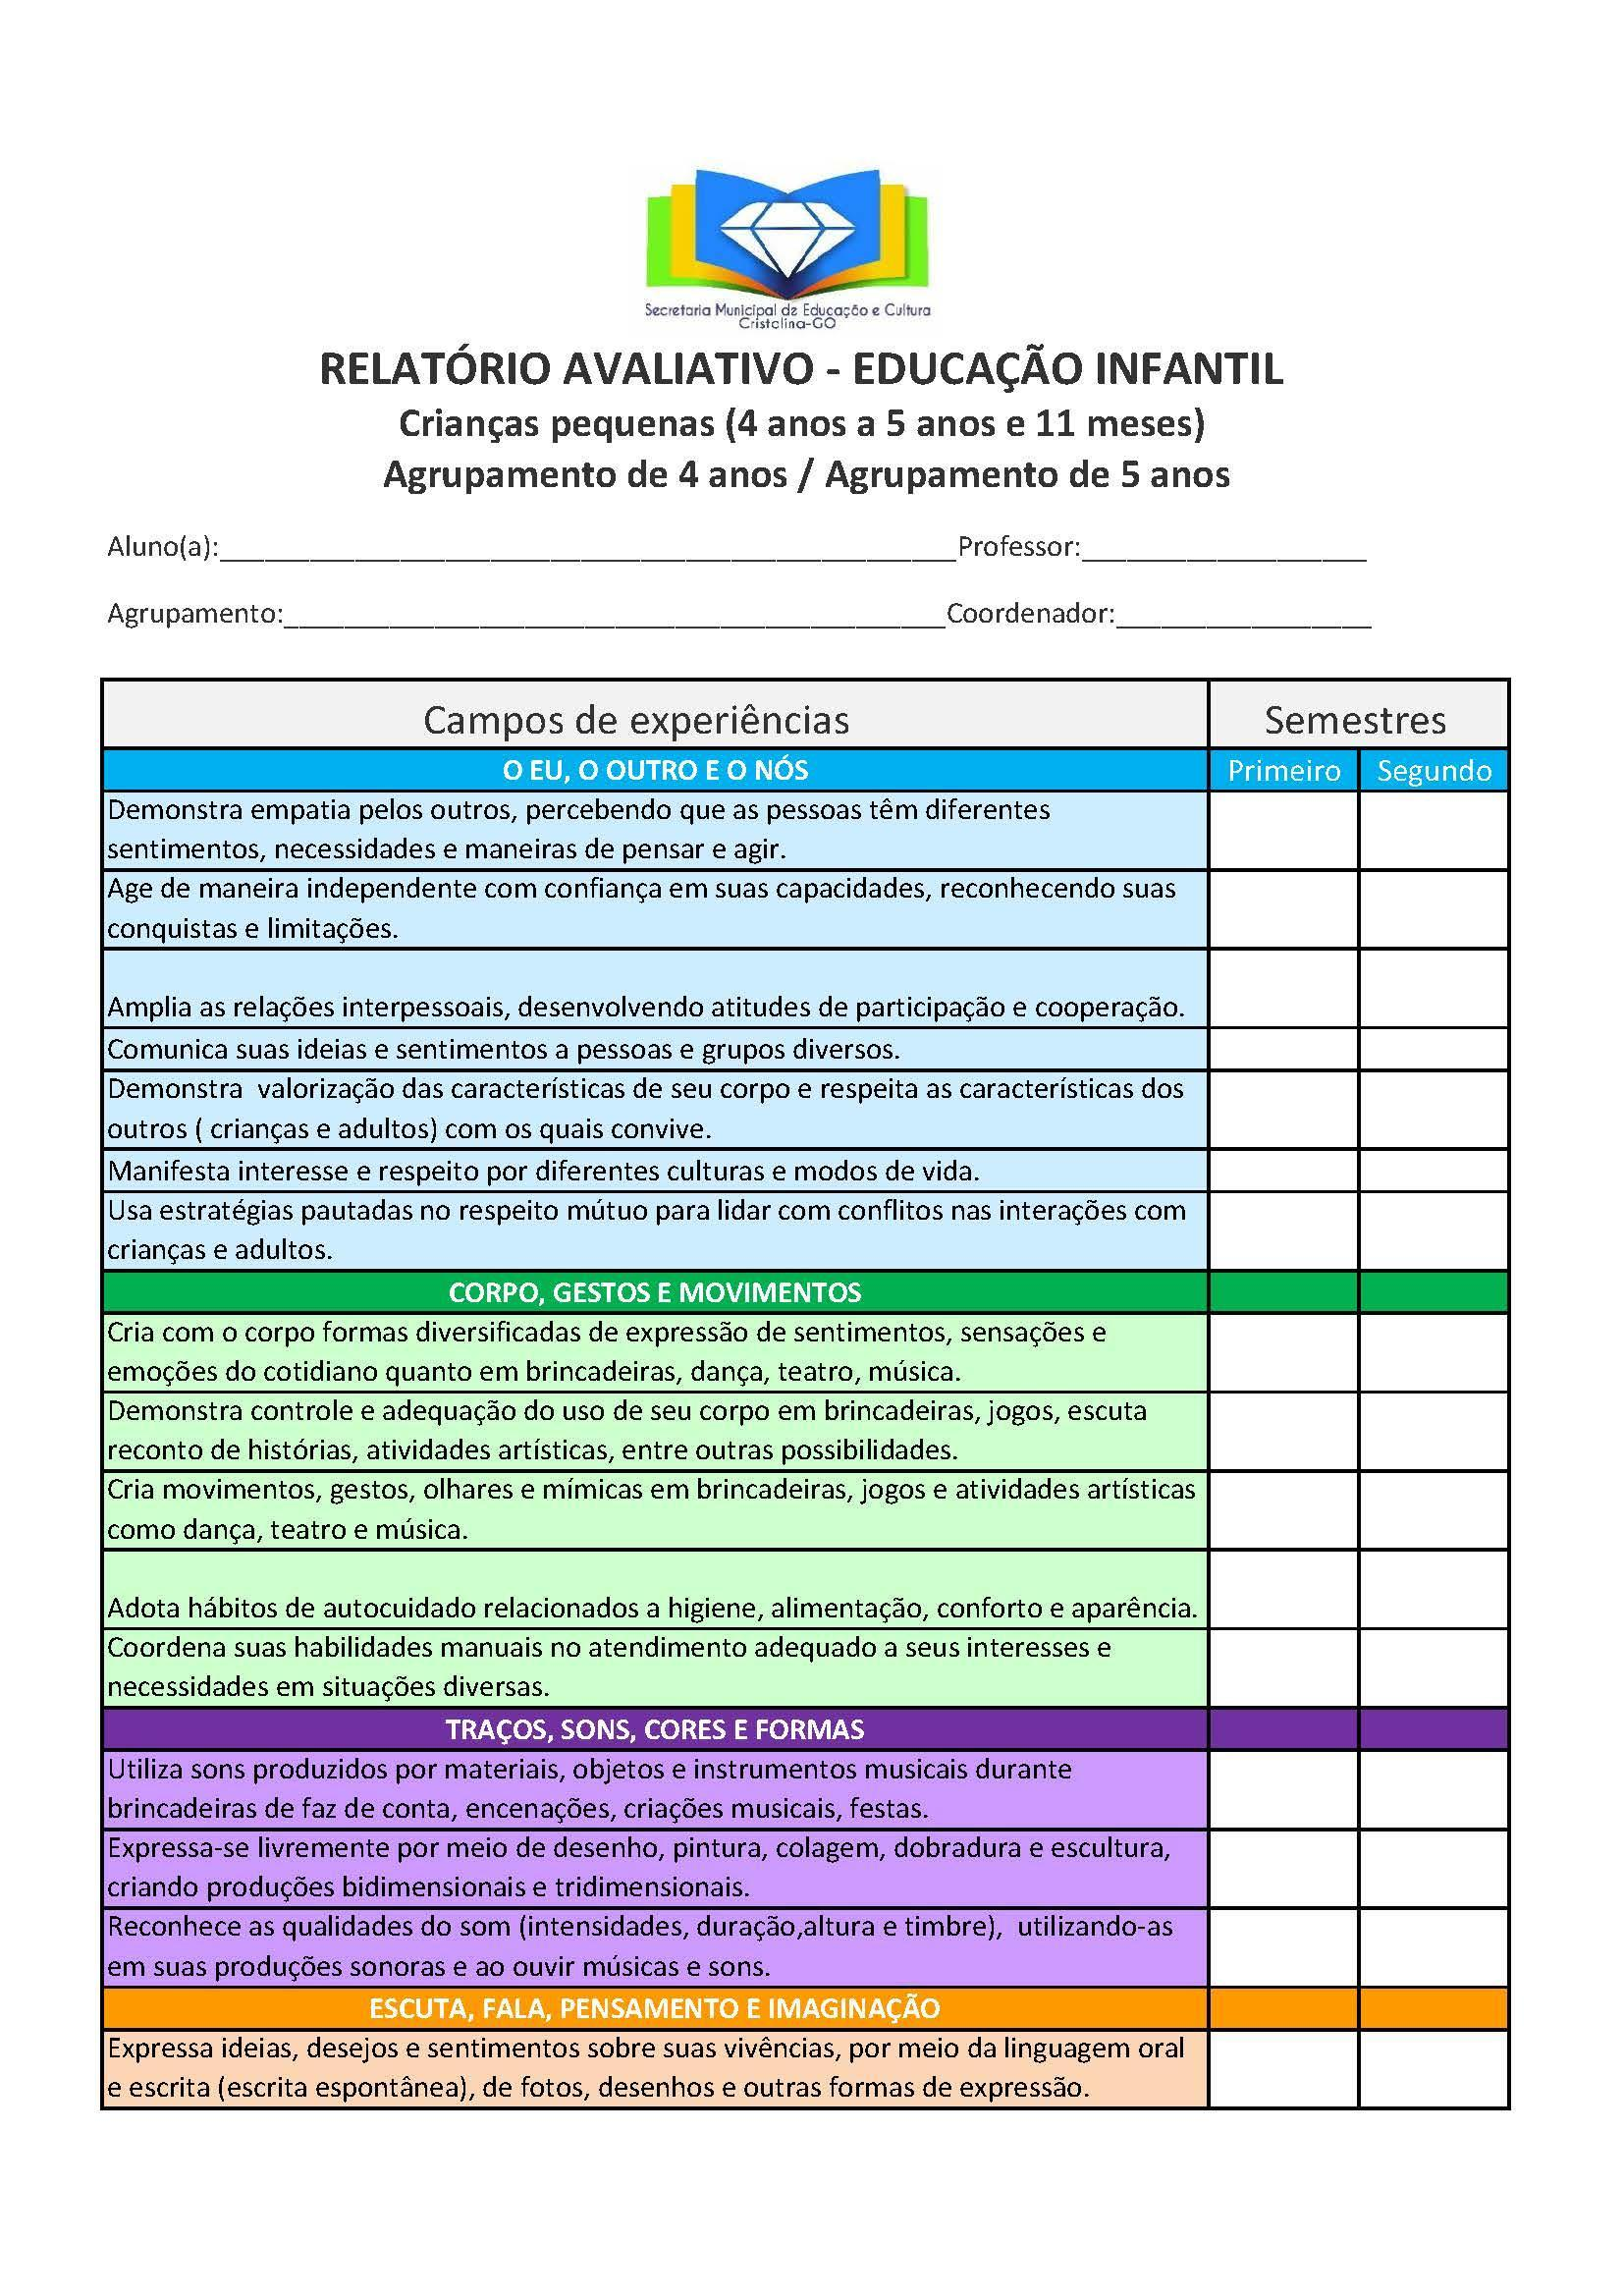 Secretaria Municipal de Educação e Cultura
Cristalina-GO
RELATÓRIO AVALIATIVO - EDUCAÇÃO INFANTIL
Crianças pequenas (4 anos a 5 anos e 11 meses)
Agrupamento de 4 anos / Agrupamento de 5 anos
Aluno(a):_________________________________________________Professor:___________________
Agrupamento:____________________________________________Coordenador:_________________
Campos de experiências Semestres
O EU, O OUTRO E O NÓS Primeiro Segundo
Demonstra empatia pelos outros, percebendo que as pessoas têm diferentes
sentimentos, necessidades e maneiras de pensar e agir.
Age de maneira independente com confiança em suas capacidades, reconhecendo suas
conquistas e limitações.
Amplia as relações interpessoais, desenvolvendo atitudes de participação e cooperação.
Comunica suas ideias e sentimentos a pessoas e grupos diversos.
Demonstra  valorização das características de seu corpo e respeita as características dos
outros ( crianças e adultos) com os quais convive.
Manifesta interesse e respeito por diferentes culturas e modos de vida.
Usa estratégias pautadas no respeito mútuo para lidar com conflitos nas interações com
crianças e adultos.
CORPO, GESTOS E MOVIMENTOS
Cria com o corpo formas diversificadas de expressão de sentimentos, sensações e
emoções do cotidiano quanto em brincadeiras, dança, teatro, música.
Demonstra controle e adequação do uso de seu corpo em brincadeiras, jogos, escuta
reconto de histórias, atividades artísticas, entre outras possibilidades.
Cria movimentos, gestos, olhares e mímicas em brincadeiras, jogos e atividades artísticas
como dança, teatro e música.
Adota hábitos de autocuidado relacionados a higiene, alimentação, conforto e aparência.
Coordena suas habilidades manuais no atendimento adequado a seus interesses e
necessidades em situações diversas.
TRAÇOS, SONS, CORES E FORMAS
Utiliza sons produzidos por materiais, objetos e instrumentos musicais durante
brincadeiras de faz de conta, encenações, criações musicais, festas.
Expressa-se livremente por meio de desenho, pintura, colagem, dobradura e escultura,
criando produções bidimensionais e tridimensionais.
Reconhece as qualidades do som (intensidades, duração,altura e timbre),  utilizando-as
em suas produções sonoras e ao ouvir músicas e sons.
ESCUTA, FALA, PENSAMENTO E IMAGINAÇÃO
Expressa ideias, desejos e sentimentos sobre suas vivências, por meio da linguagem oral
e escrita (escrita espontânea), de fotos, desenhos e outras formas de expressão.